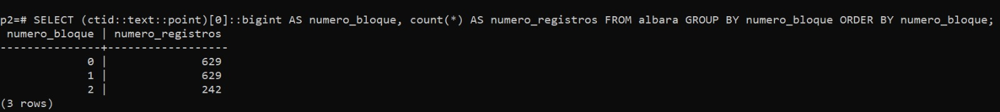 p2=# SELECT (ctid::text::point)[0]::bigint AS numero_bloque, count(*) AS numero_registros FROM albara GROUP BY numero_bloque ORDER BY numero_bloque;
 numero_bloque | numero_registros
---------------+------------------
             0 |              629
             1 |              629
             2 |              242
(3 rows)